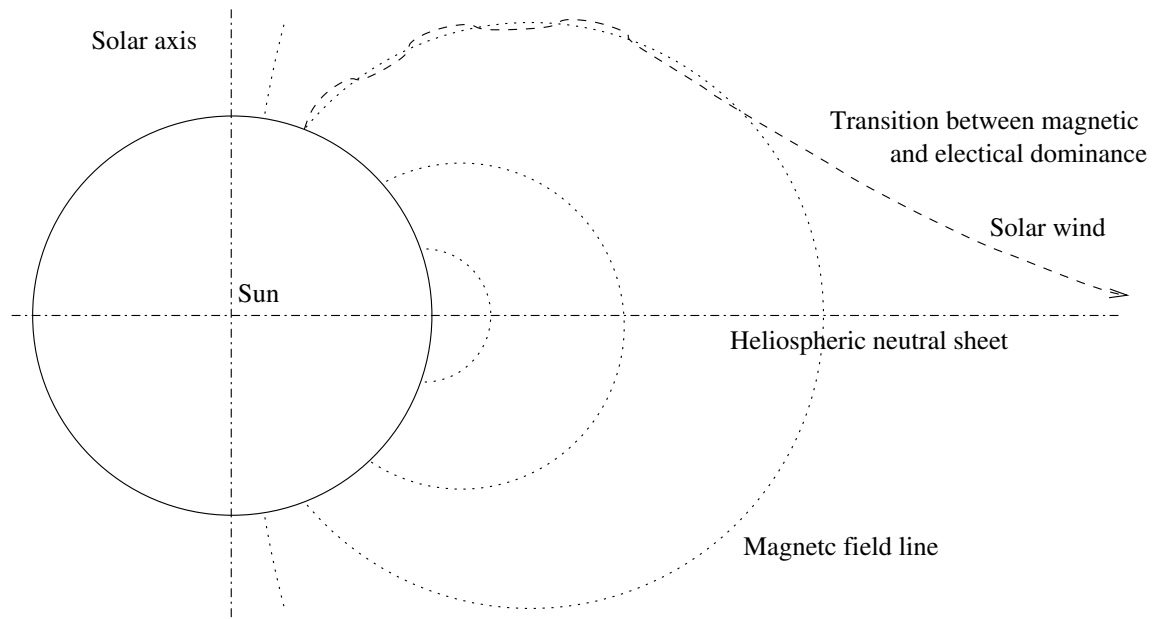 Solar axis
Transition between magnetic
and electical dominance
Solar wind
Sun
Heliospheric neutral sheet
Magnetc field line